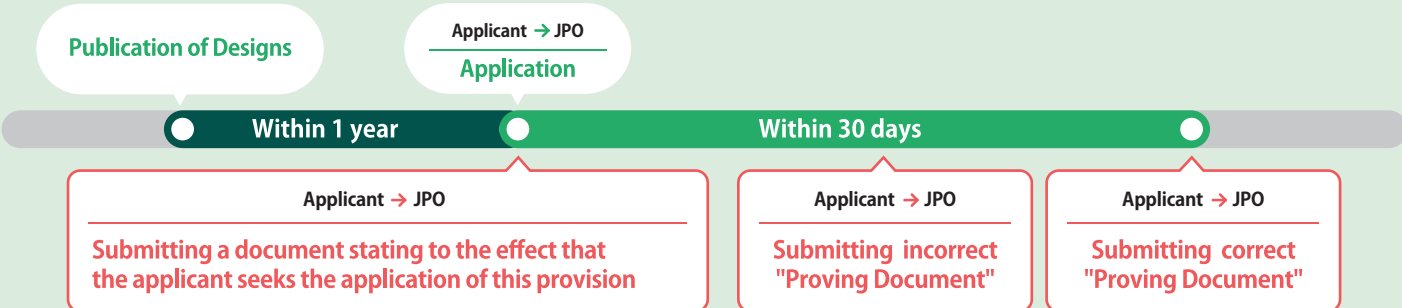 Publication of Designs
Applicant → JPO
Application
Within 1 year
Within 30 days
Applicant → JPO
Submitting a document stating to the effect that
the applicant seeks the application of this provision
Applicant → JPO
Submitting incorrect
"Proving Document"
Applicant → JPO
Submitting correct
"Proving Document"